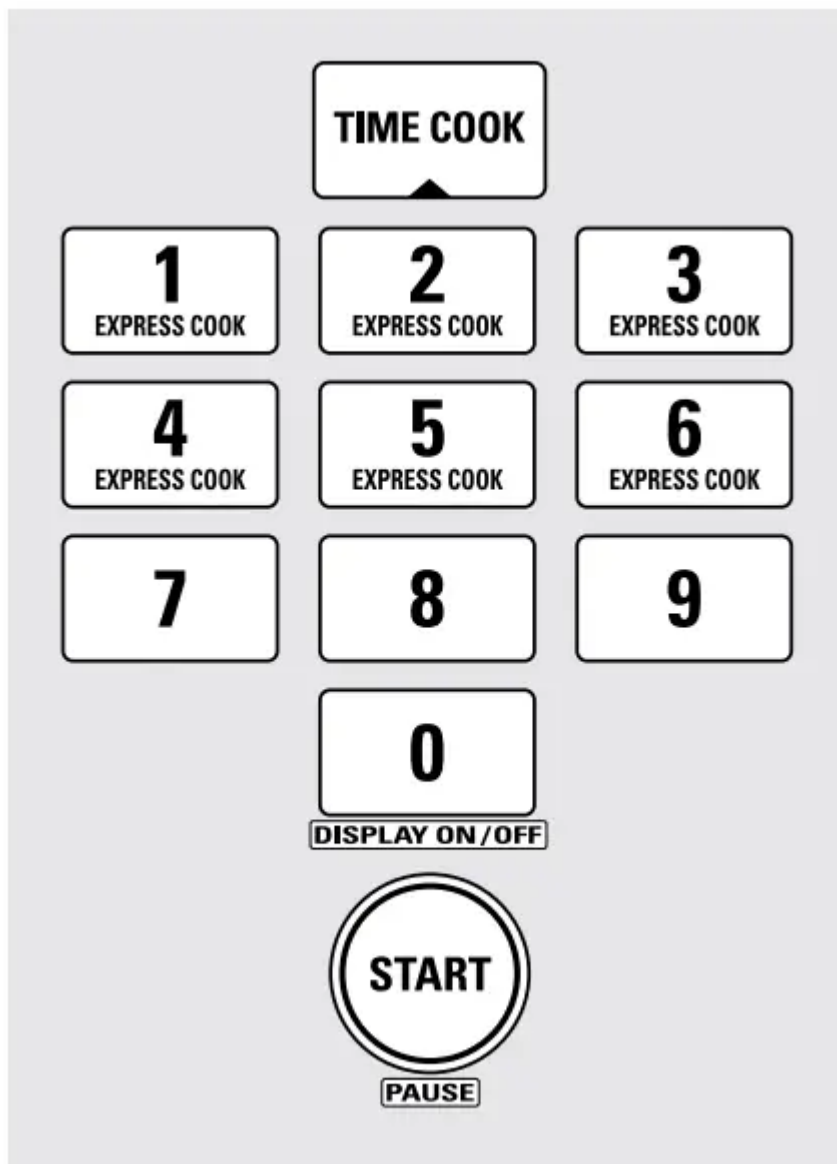 TIME COOK
1 2 3
EXPRESS COOK EXPRESS COOK EXPRESS COOK
4 5 6
EXPRESS COOK EXPRESS COOK EXPRESS COOK
7 8 9
0
DISPLAY ON/OFF
START
PAUSE